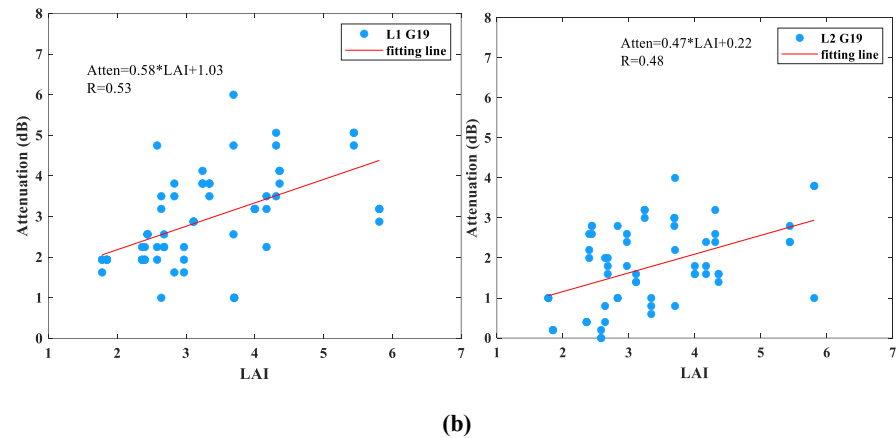 8
7
6
5
4
3
2
1
0
Attenuation (dB)
Atten=0.58*LAI+1.03
R=0.53
L1 G19
fitting line
1 2 3 4 5 6 7
LAI
8
7
6
5
4
3
2
1
0
Attenuation (dB)
Atten=0.47*LAI+0.22
R=0.48
L2 G19
fitting line
1 2 3 4 5 6 7
LAI
(b)